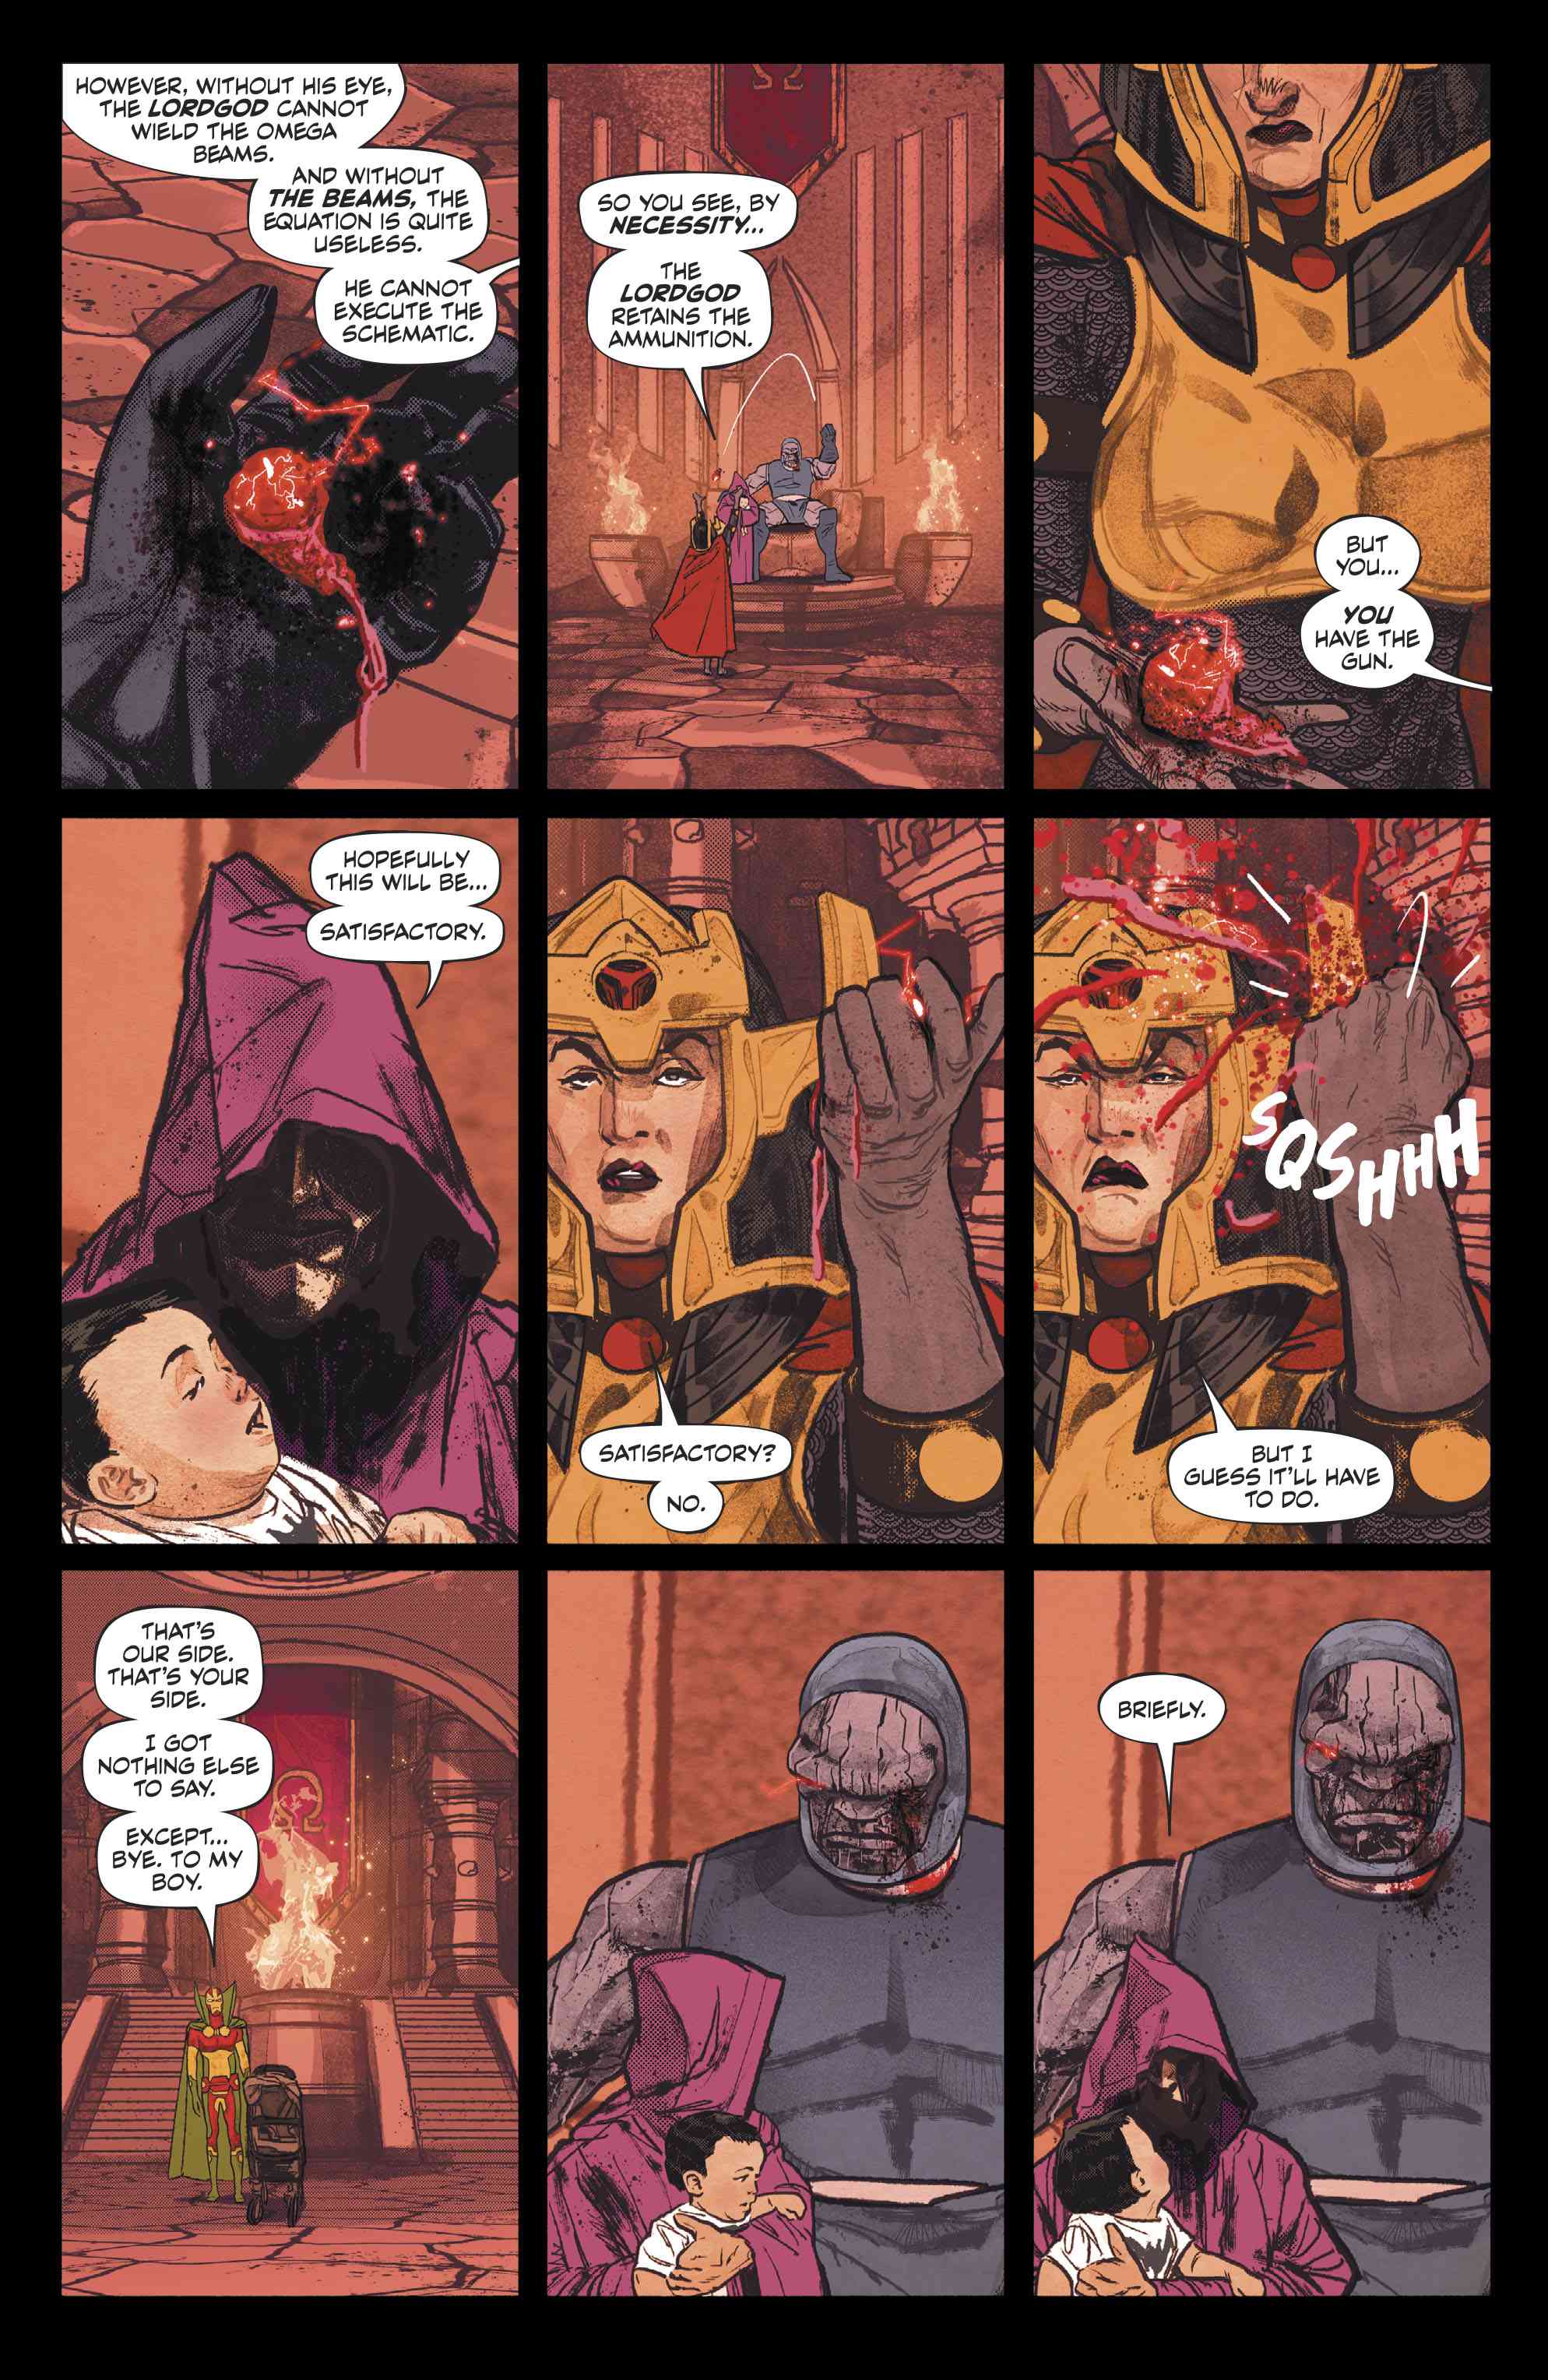 HOWEVER, WITHOUT HIS EYE,
THE LORDGOD CANNOT
WIELD THE OMEGA
BEAMS.
AND WITHOUT
THE BEAMS, THE
EQUATION IS QUITE
USELESS.
HE CANNOT
EXECUTE THE
SCHEMATIC.
Ω
SO YOU SEE, BY
NECESSITY...
THE
LORDGOD
RETAINS THE
AMMUNITION.
BUT
YOU...
YOU
HAVE THE
GUN.
HOPEFULLY
THIS WILL BE...
SATISFACTORY.
SATISFACTORY?
NO.
SQSHHH
BUT I
GUESS IT'LL HAVE
TO DO.
THAT'S
OUR SIDE.
THAT'S YOUR
SIDE.
I GOT
NOTHING ELSE
TO SAY.
EXCEPT...
BYE. TO MY
BOY.
Ω
BRIEFLY.